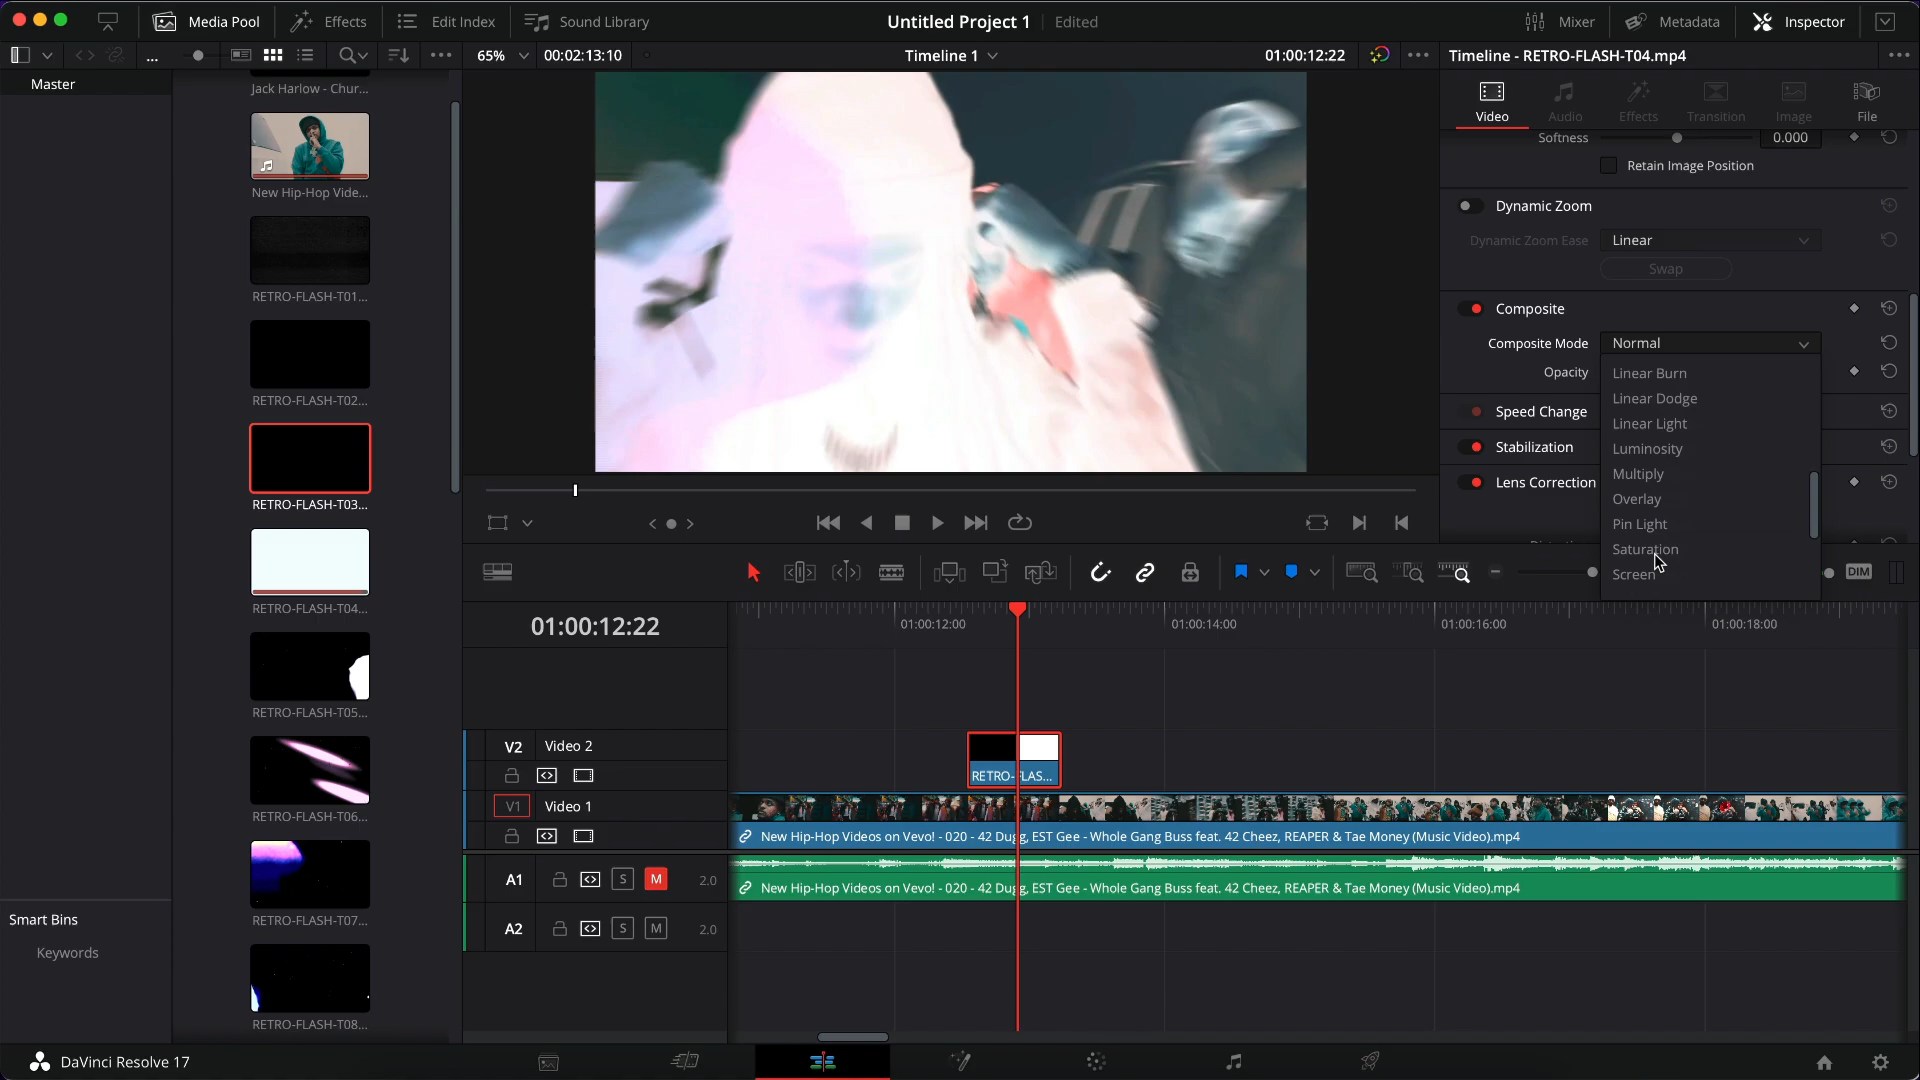 Media Pool
Effects
Edit Index
Sound Library
Untitled Project 1
Edited
Mixer
Metadata
Inspector
65%
00:02:13:10
Timeline 1
01:00:12:22
Timeline - RETRO-FLASH-T04.mp4
Master
Jack Harlow - Chur...
New Hip-Hop Vide...
RETRO-FLASH-T01...
RETRO-FLASH-T02...
RETRO-FLASH-T03...
RETRO-FLASH-T04...
RETRO-FLASH-T05...
RETRO-FLASH-T06...
RETRO-FLASH-T07...
RETRO-FLASH-T08...
Smart Bins
Keywords
Video
Audio
Effects
Transition
Image
File
Softness
0.000
Retain Image Position
Dynamic Zoom
Dynamic Zoom Ease
Linear
Swap
Composite
Composite Mode
Normal
Opacity
Linear Burn
Linear Dodge
Linear Light
Luminosity
Multiply
Overlay
Pin Light
Saturation
Screen
Speed Change
Stabilization
Lens Correction
DIM
01:00:12:22
01:00:12:00
01:00:14:00
01:00:16:00
01:00:18:00
V2
Video 2
RETRO-FLAS...
V1
Video 1
New Hip-Hop Videos on Vevo! - 020 - 42 Dugg, EST Gee - Whole Gang Buss feat. 42 Cheez, REAPER & Tae Money (Music Video).mp4
A1
S
M
2.0
New Hip-Hop Videos on Vevo! - 020 - 42 Dugg, EST Gee - Whole Gang Buss feat. 42 Cheez, REAPER & Tae Money (Music Video).mp4
A2
S
M
2.0
DaVinci Resolve 17